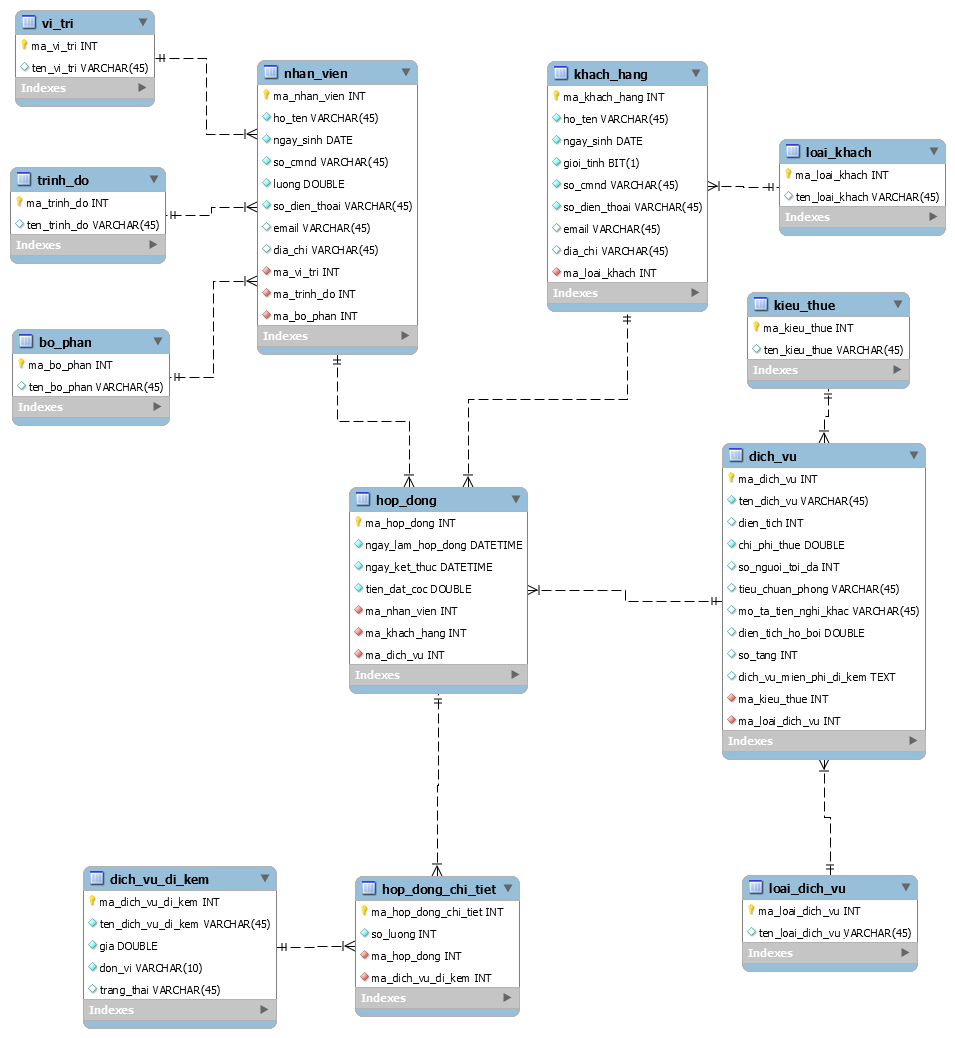 vi_tri
ma_vi_tri INT
ten_vi_tri VARCHAR(45)
Indexes
trinh_do
ma_trinh_do INT
ten_trinh_do VARCHAR(45)
Indexes
bo_phan
ma_bo_phan INT
ten_bo_phan VARCHAR(45)
Indexes
nhan_vien
ma_nhan_vien INT
ho_ten VARCHAR(45)
ngay_sinh DATE
so_cmnd VARCHAR(45)
luong DOUBLE
so_dien_thoai VARCHAR(45)
email VARCHAR(45)
dia_chi VARCHAR(45)
ma_vi_tri INT
ma_trinh_do INT
ma_bo_phan INT
Indexes
khach_hang
ma_khach_hang INT
ho_ten VARCHAR(45)
ngay_sinh DATE
gioi_tinh BIT(1)
so_cmnd VARCHAR(45)
so_dien_thoai VARCHAR(45)
email VARCHAR(45)
dia_chi VARCHAR(45)
ma_loai_khach INT
Indexes
loai_khach
ma_loai_khach INT
ten_loai_khach VARCHAR(45)
Indexes
kieu_thue
ma_kieu_thue INT
ten_kieu_thue VARCHAR(45)
Indexes
dich_vu
ma_dich_vu INT
ten_dich_vu VARCHAR(45)
dien_tich INT
chi_phi_thue DOUBLE
so_nguoi_toi_da INT
tieu_chuan_phong VARCHAR(45)
mo_ta_tien_nghi_khac VARCHAR(45)
dien_tich_ho_boi DOUBLE
so_tang INT
dich_vu_mien_phi_di_kem TEXT
ma_kieu_thue INT
ma_loai_dich_vu INT
Indexes
hop_dong
ma_hop_dong INT
ngay_lam_hop_dong DATETIME
ngay_ket_thuc DATETIME
tien_dat_coc DOUBLE
ma_nhan_vien INT
ma_khach_hang INT
ma_dich_vu INT
Indexes
dich_vu_di_kem
ma_dich_vu_di_kem INT
ten_dich_vu_di_kem VARCHAR(45)
gia DOUBLE
don_vi VARCHAR(10)
trang_thai VARCHAR(45)
Indexes
hop_dong_chi_tiet
ma_hop_dong_chi_tiet INT
so_luong INT
ma_hop_dong INT
ma_dich_vu_di_kem INT
Indexes
loai_dich_vu
ma_loai_dich_vu INT
ten_loai_dich_vu VARCHAR(45)
Indexes